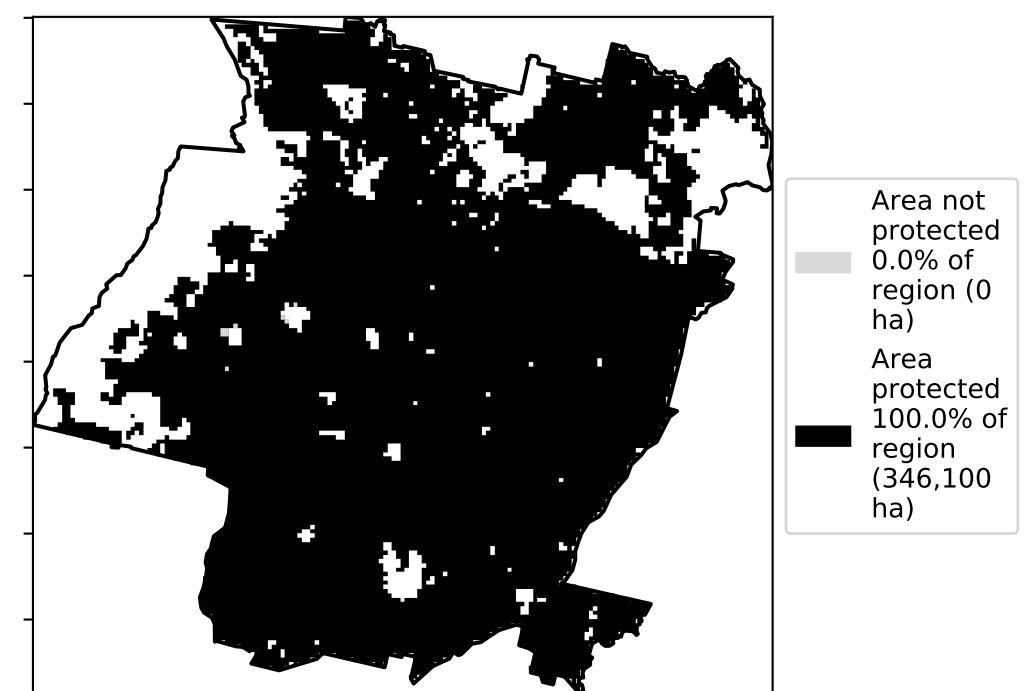 Area not
protected
0.0% of
region (0
ha)
Area
protected
100.0% of
region
(346,100
ha)